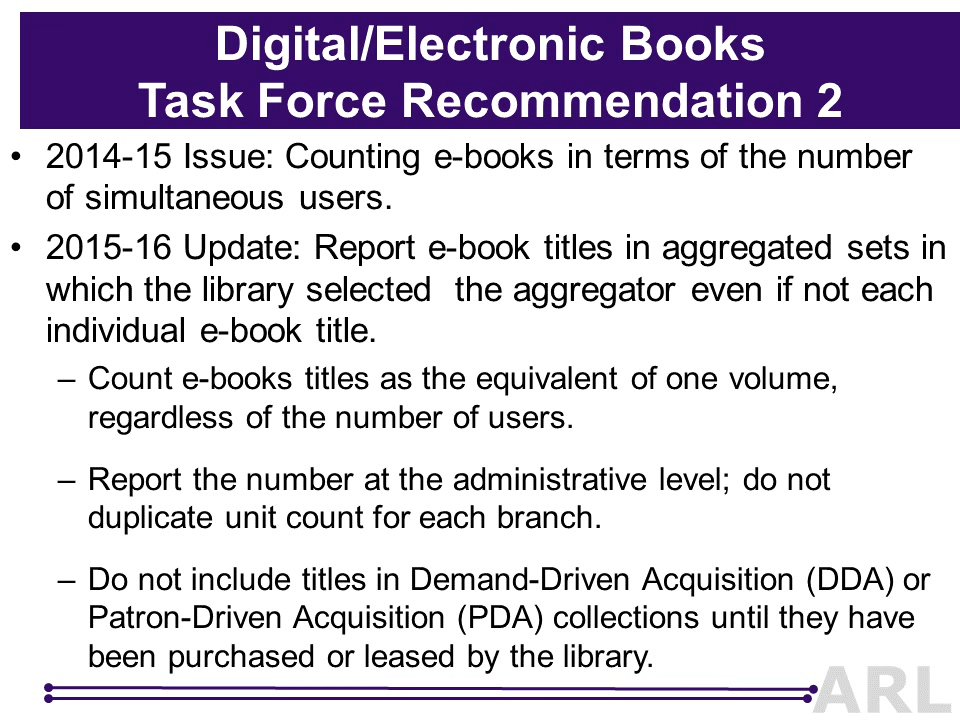 Digital/Electronic Books
Task Force Recommendation 2
• 2014-15 Issue: Counting e-books in terms of the number
of simultaneous users.
• 2015-16 Update: Report e-book titles in aggregated sets in
which the library selected the aggregator even if not each
individual e-book title.
– Count e-books titles as the equivalent of one volume,
regardless of the number of users.
– Report the number at the administrative level; do not
duplicate unit count for each branch.
– Do not include titles in Demand-Driven Acquisition (DDA) or
Patron-Driven Acquisition (PDA) collections until they have
been purchased or leased by the library.
ARL